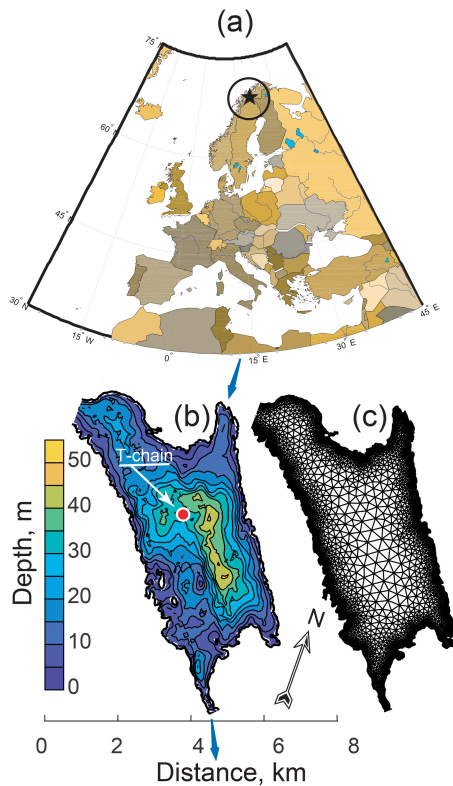 (a)
75° N
60° N
45° N
30° N
15° W
0°
15° E
30° E
45° E
(b)
(c)
T-chain
Depth, m
50
40
30
20
10
0
N
0 2 4 6 8
Distance, km